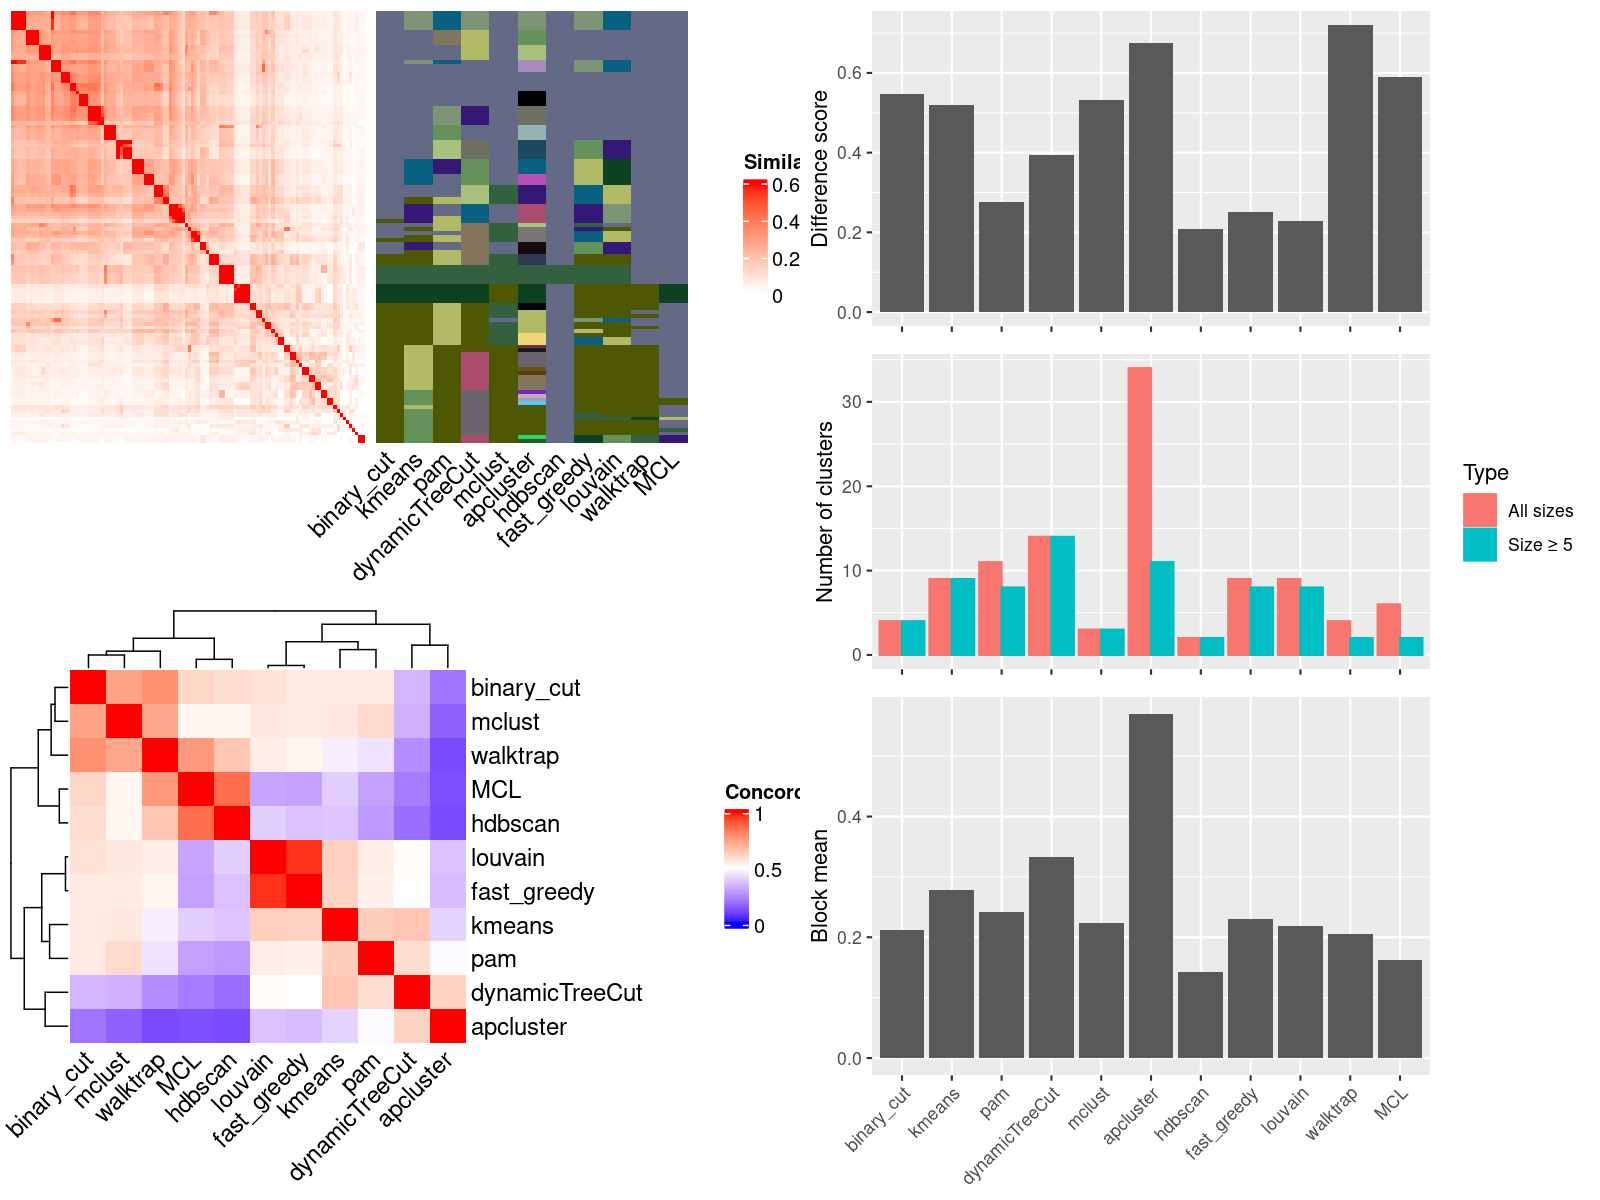 Simila
0.6
0.4
0.2
0
binary_cut
kmeans
pam
dynamicTreeCut
mclust
apcluster
hdbscan
fast_greedy
louvain
walktrap
MCL
Difference score
0.6
0.4
0.2
0.0
Number of clusters
30
20
10
0
Type
All sizes
Size ≥ 5
binary_cut
mclust
walktrap
MCL
hdbscan
louvain
fast_greedy
kmeans
pam
dynamicTreeCut
apcluster
binary_cut
mclust
walktrap
MCL
hdbscan
louvain
fast_greedy
kmeans
pam
dynamicTreeCut
apcluster
Concord
1
0.5
0
Block mean
0.4
0.2
0.0
binary_cut
kmeans
pam
dynamicTreeCut
mclust
apcluster
hdbscan
fast_greedy
louvain
walktrap
MCL